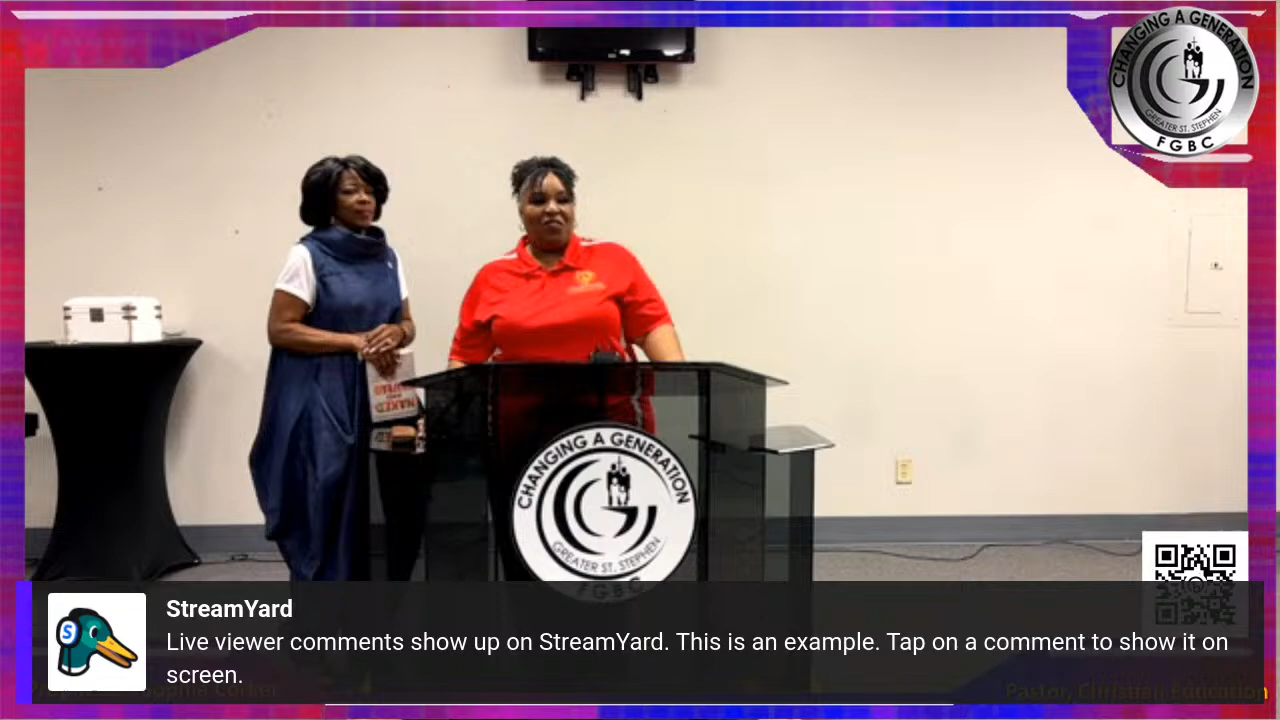 CHANGING A GENERATION
GREATER ST. STEPHEN
FGBC
NAKED
CHANGING A GENERATION
GREATER ST. STEPHEN
FGBC
StreamYard
Live viewer comments show up on StreamYard. This is an example. Tap on a comment to show it on
screen.
Pastor, Christian Education